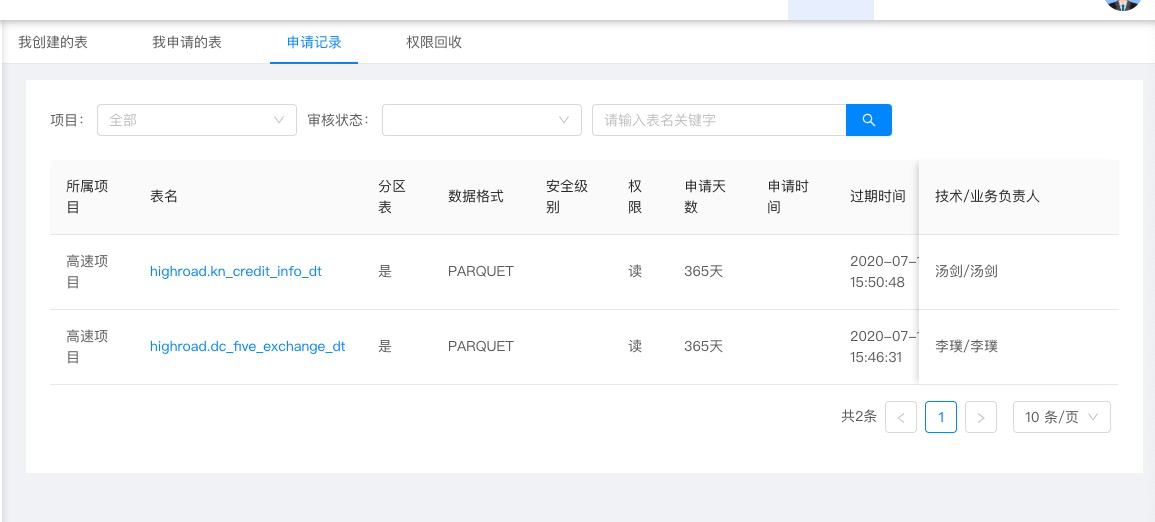 我创建的表 我申请的表 申请记录 权限回收
项目： 全部 审核状态： 请输入表名关键字
所属项目 表名 分区表 数据格式 安全级别 权限 申请天数 申请时间 过期时间 技术/业务负责人
高速项目 highroad.kn_credit_info_dt 是 PARQUET 读 365天 2020-07- 15:50:48 汤剑/汤剑
高速项目 highroad.dc_five_exchange_dt 是 PARQUET 读 365天 2020-07- 15:46:31 李璞/李璞
共2条 < 1 > 10 条/页